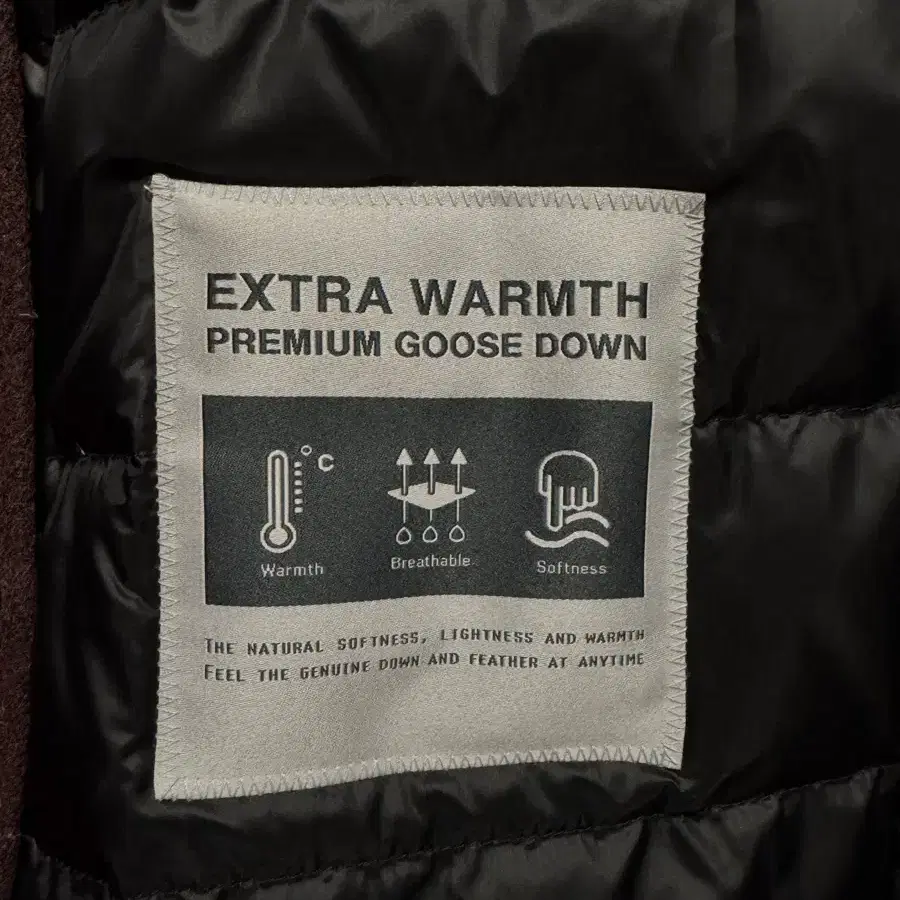 EXTRA WARMTH
PREMIUM GOOSE DOWN
°C
Warmth
Breathable
Softness
THE NATURAL SOFTNESS, LIGHTNESS AND WARMTH
FEEL THE GENUINE DOWN AND FEATHER AT ANYTIME